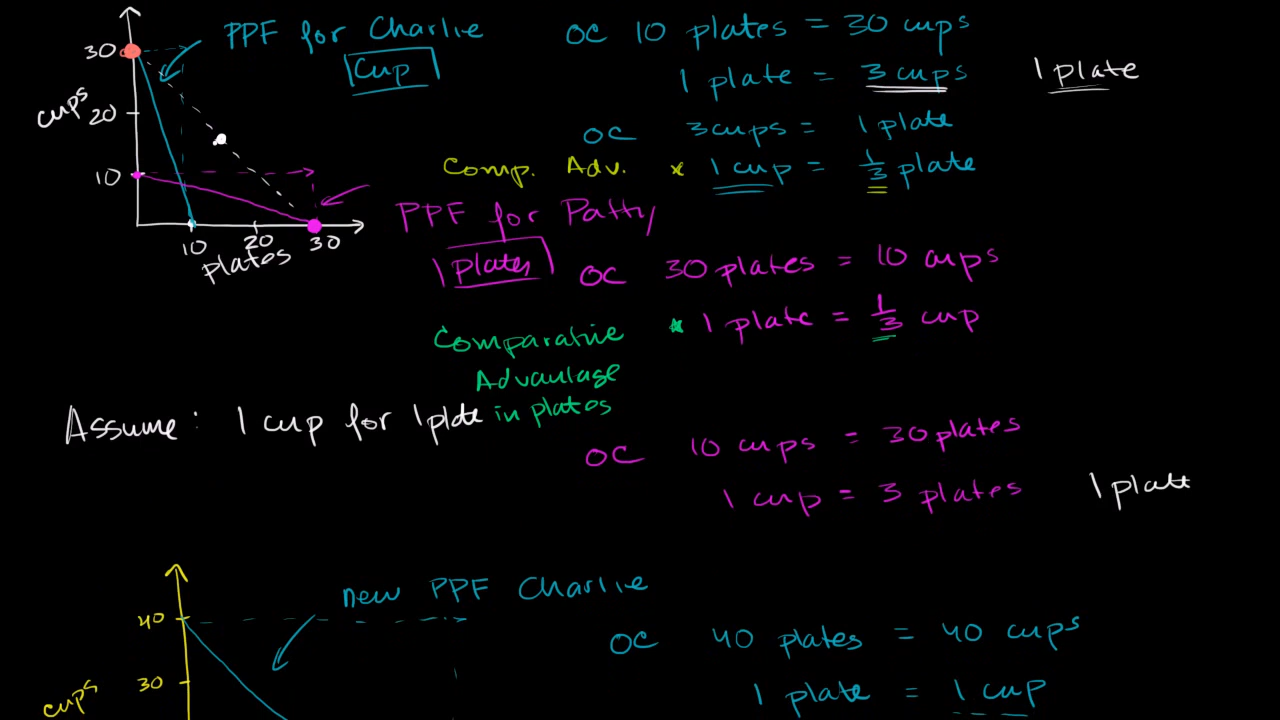 PPF for Charlie
Cup
OC 10 plates = 30 cups
1 plate = 3 cups
1 plate
OC 3 cups = 1 plate
Comp. Adv. * 1 cup = 1/3 plate
30
cups
20
10
10
20
30
plates
PPF for Patty
plates
OC 30 plates = 10 cups
* 1 plate = 1/3 cup
Comparative
Advantage
in plates
Assume: 1 cup for 1 plate
OC 10 cups = 30 plates
1 cup = 3 plates
1 plate
new PPF Charlie
40
30
cups
OC 40 plates = 40 cups
1 plate = 1 cup